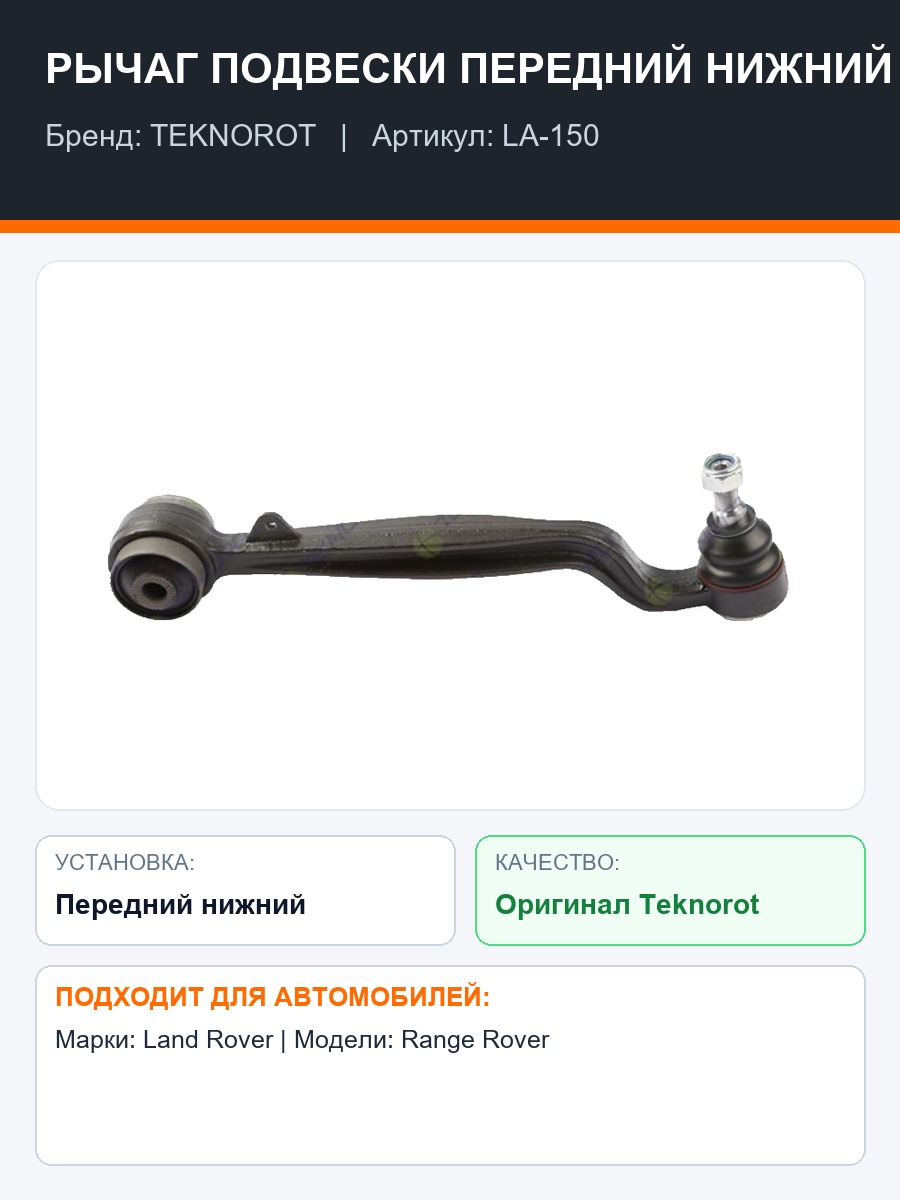 РЫЧАГ ПОДВЕСКИ ПЕРЕДНИЙ НИЖНИЙ
Бренд: TEKNOROT | Артикул: LA-150
УСТАНОВКА:
Передний нижний
КАЧЕСТВО:
Оригинал Teknorot
ПОДХОДИТ ДЛЯ АВТОМОБИЛЕЙ:
Марки: Land Rover | Модели: Range Rover